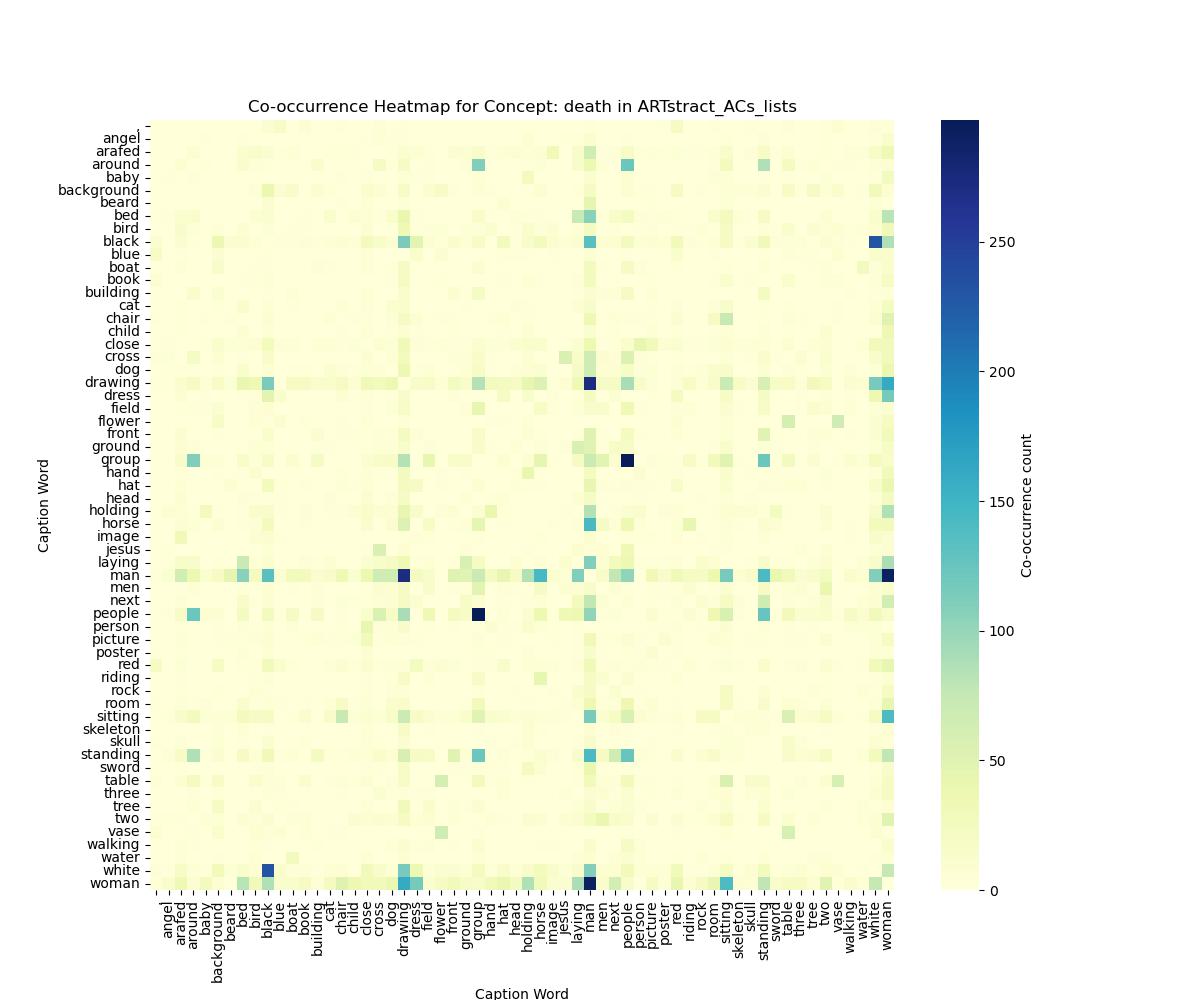 Co-occurrence Heatmap for Concept: death in ARTstract_ACs_lists
Caption Word
.
angel
arafed
around
baby
background
beard
bed
bird
black
blue
boat
book
building
cat
chair
child
close
cross
dog
drawing
dress
field
flower
front
ground
group
hand
hat
head
holding
horse
image
jesus
laying
man
men
next
people
person
picture
poster
red
riding
rock
room
sitting
skeleton
skull
standing
sword
table
three
tree
two
vase
walking
water
white
woman
. angel arafed around baby background beard bed bird black blue boat book building cat chair child close cross dog drawing dress field flower front ground group hand hat head holding horse image jesus laying man men next people person picture poster red riding rock room sitting skeleton skull standing sword table three tree two vase walking water white woman
Caption Word
250
200
150
100
50
0
Co-occurrence count